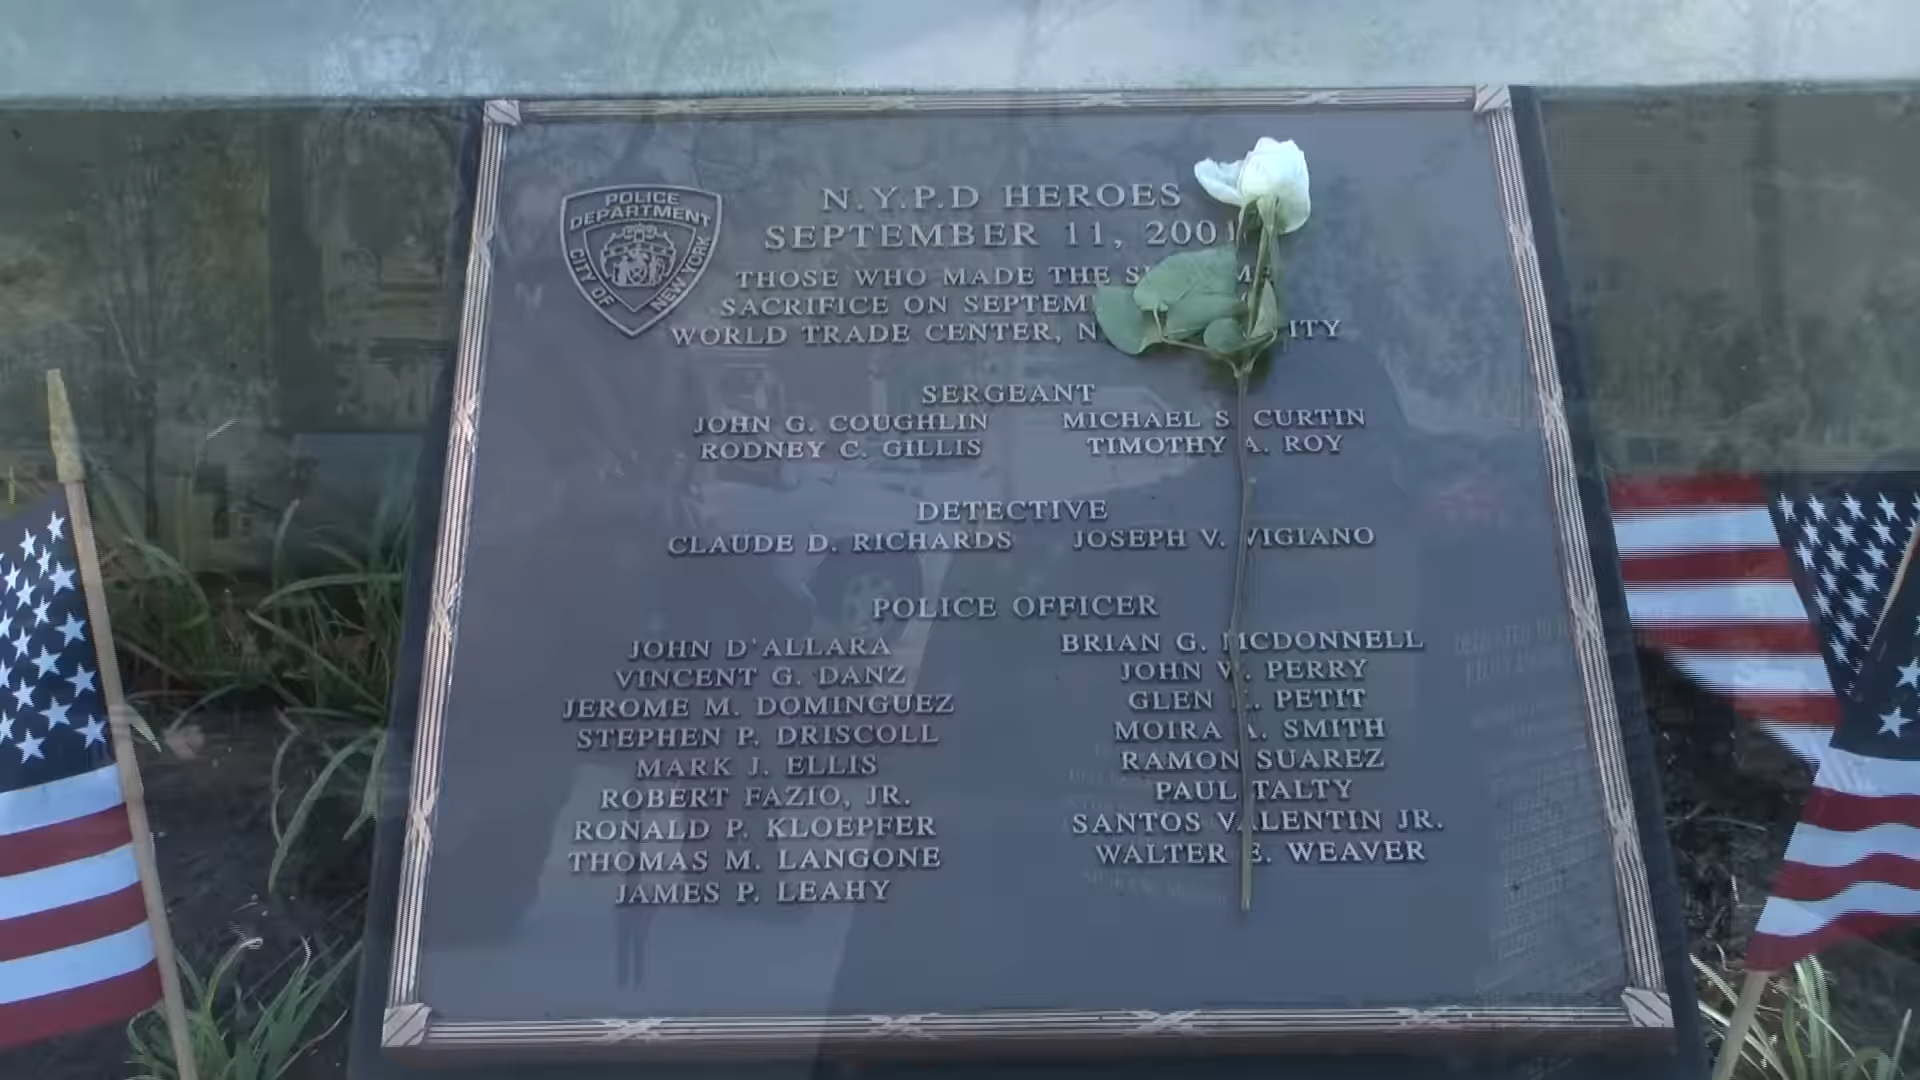 POLICE
DEPARTMENT
CITY OF
NEW YORK
N.Y.P.D HEROES
SEPTEMBER 11, 2001
THOSE WHO MADE THE
SACRIFICE ON
WORLD TRADE CENTER,
SERGEANT
JOHN G. COUGHLIN MICHAEL S. CURTIN
RODNEY C. GILLIS TIMOTHY A. ROY
DETECTIVE
CLAUDE D. RICHARDS JOSEPH V. VIGIANO
POLICE OFFICER
JOHN D'ALLARA BRIAN G. MCDONNELL
VINCENT G. DANZ JOHN W. PERRY
JEROME M. DOMINGUEZ GLEN PETIT
STEPHEN P. DRISCOLL MOIRA A. SMITH
MARK J. ELLIS RAMON SUAREZ
ROBERT FAZIO, JR. PAUL TALTY
RONALD P. KLOEPFER SANTOS VALENTIN JR.
THOMAS M. LANGONE WALTER E. WEAVER
JAMES P. LEAHY